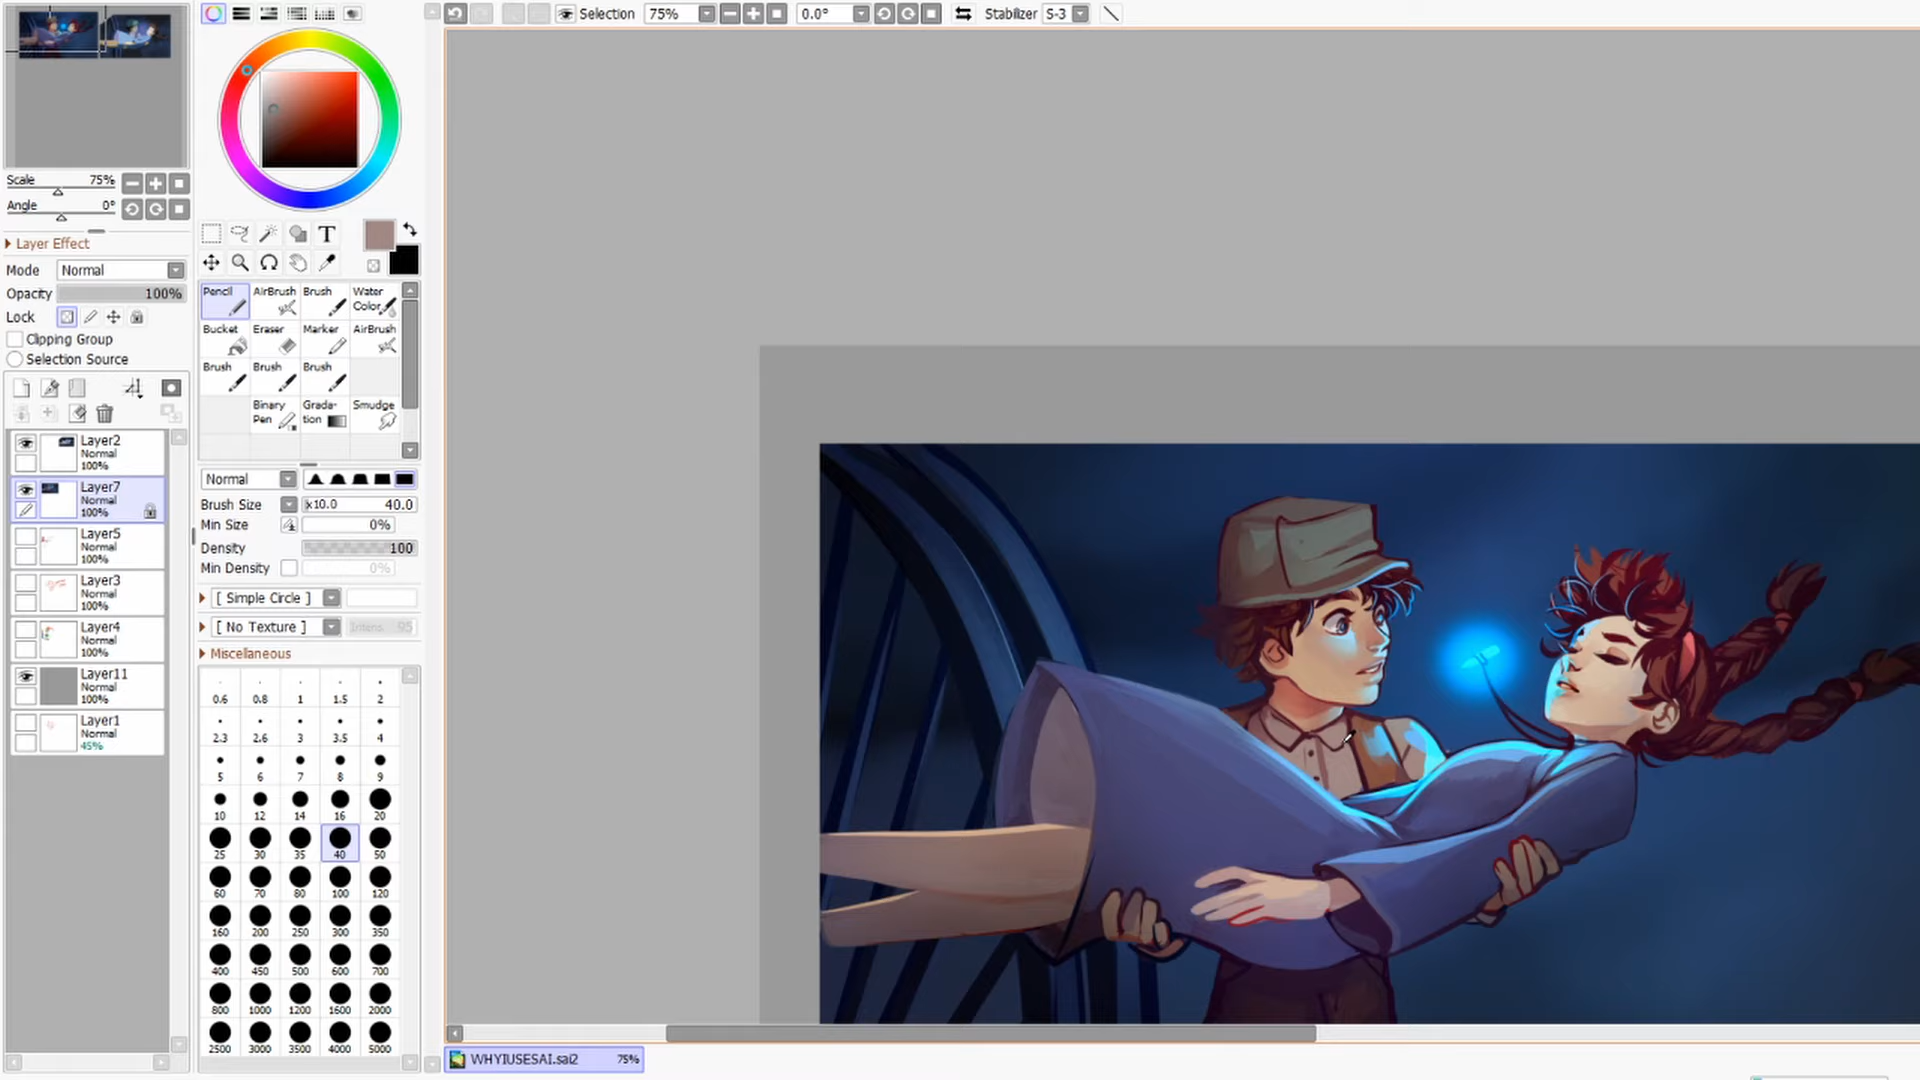 Selection 75% 0.0° Stabilizer S-3
Scale 75%
Angle 0°
Layer Effect
Mode Normal
Opacity 100%
Lock
Clipping Group
Selection Source
Layer2
Normal
100%
Layer7
Normal
100%
Layer5
Normal
100%
Layer3
Normal
100%
Layer4
Normal
100%
Layer11
Normal
100%
Layer1
Normal
45%
T
Pencil AirBrush Brush Water Color
Bucket Eraser Marker AirBrush
Brush Brush Brush
Binary Pen Grada-tion Smudge
Normal
Brush Size x10.0 40.0
Min Size 0%
Density 100
Min Density 0%
[ Simple Circle ]
[ No Texture ] Intens. 95
Miscellaneous
0.6 0.8 1 1.5 2
2.3 2.6 3 3.5 4
5 6 7 8 9
10 12 14 16 20
25 30 35 40 50
60 70 80 100 120
160 200 250 300 350
400 450 500 600 700
800 1000 1200 1600 2000
2500 3000 3500 4000 5000
WHYIUSESAI.sai2 75%